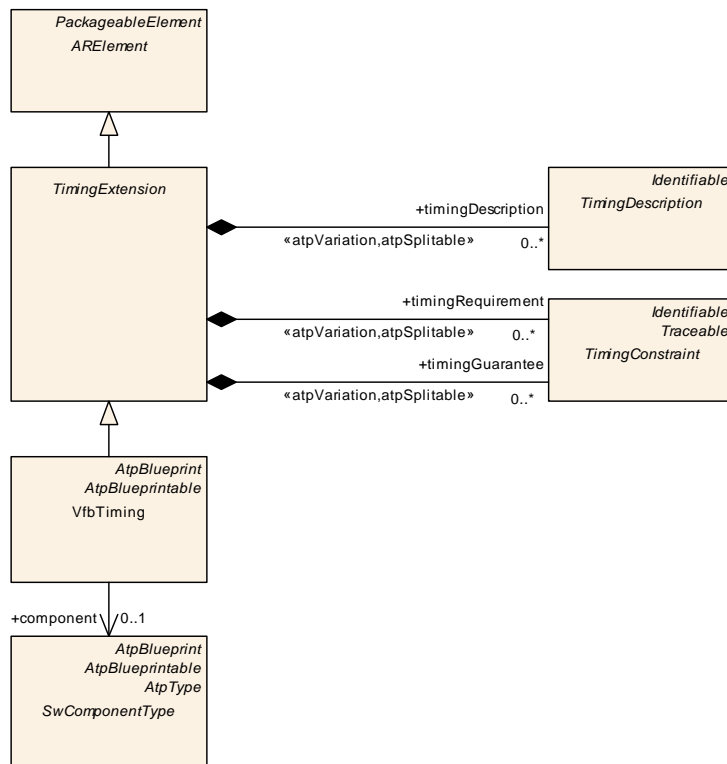 PackageableElement
ARElement
TimingExtension
+timingDescription
«atpVariation,atpSplitable»
0..*
Identifiable
TimingDescription
+timingRequirement
«atpVariation,atpSplitable»
0..*
+timingGuarantee
«atpVariation,atpSplitable»
0..*
Identifiable
Traceable
TimingConstraint
AtpBlueprint
AtpBlueprintable
VfbTiming
+component
0..1
AtpBlueprint
AtpBlueprintable
AtpType
SwComponentType